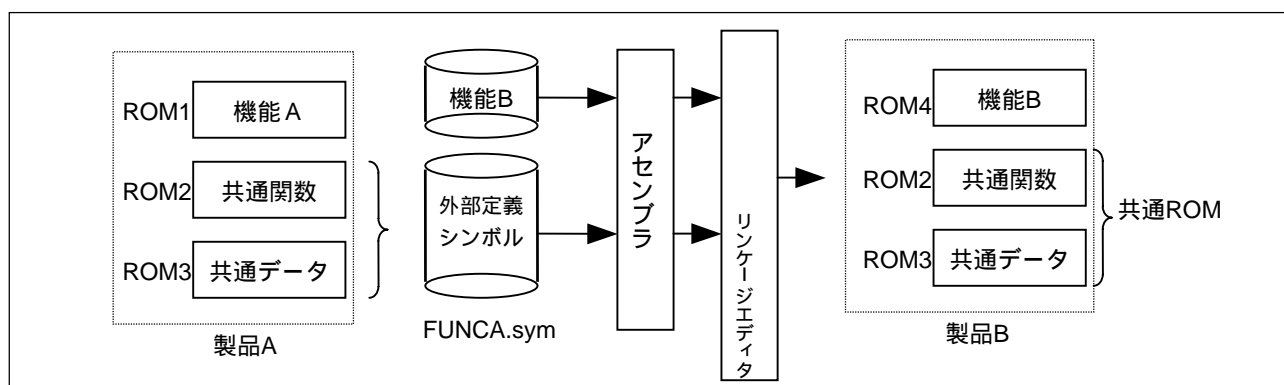 ROM1
機能A
ROM2
共通関数
ROM3
共通データ
製品A
機能B
外部定義
シンボル
FUNCA.sym
アセンブラ
リンケージエディタ
ROM4
機能B
ROM2
共通関数
ROM3
共通データ
共通ROM
製品B